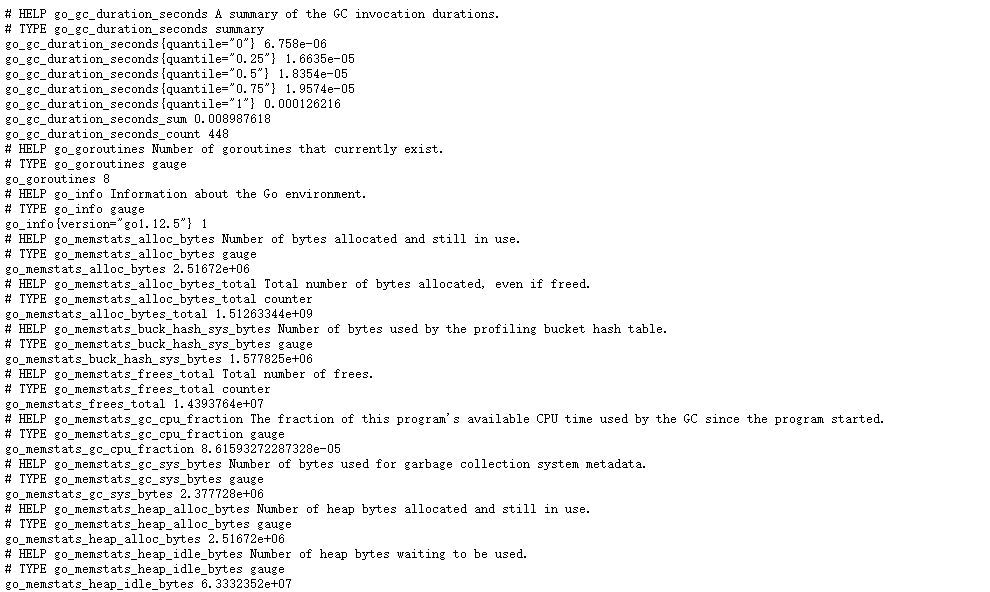 # HELP go_gc_duration_seconds A summary of the GC invocation durations.
# TYPE go_gc_duration_seconds summary
go_gc_duration_seconds{quantile="0"} 6.758e-06
go_gc_duration_seconds{quantile="0.25"} 1.6635e-05
go_gc_duration_seconds{quantile="0.5"} 1.8354e-05
go_gc_duration_seconds{quantile="0.75"} 1.9574e-05
go_gc_duration_seconds{quantile="1"} 0.000126216
go_gc_duration_seconds_sum 0.008987618
go_gc_duration_seconds_count 448
# HELP go_goroutines Number of goroutines that currently exist.
# TYPE go_goroutines gauge
go_goroutines 8
# HELP go_info Information about the Go environment.
# TYPE go_info gauge
go_info{version="go1.12.5"} 1
# HELP go_memstats_alloc_bytes Number of bytes allocated and still in use.
# TYPE go_memstats_alloc_bytes gauge
go_memstats_alloc_bytes 2.51672e+06
# HELP go_memstats_alloc_bytes_total Total number of bytes allocated, even if freed.
# TYPE go_memstats_alloc_bytes_total counter
go_memstats_alloc_bytes_total 1.51263344e+09
# HELP go_memstats_buck_hash_sys_bytes Number of bytes used by the profiling bucket hash table.
# TYPE go_memstats_buck_hash_sys_bytes gauge
go_memstats_buck_hash_sys_bytes 1.577825e+06
# HELP go_memstats_frees_total Total number of frees.
# TYPE go_memstats_frees_total counter
go_memstats_frees_total 1.4393764e+07
# HELP go_memstats_gc_cpu_fraction The fraction of this program's available CPU time used by the GC since the program started.
# TYPE go_memstats_gc_cpu_fraction gauge
go_memstats_gc_cpu_fraction 8.61593272287328e-05
# HELP go_memstats_gc_sys_bytes Number of bytes used for garbage collection system metadata.
# TYPE go_memstats_gc_sys_bytes gauge
go_memstats_gc_sys_bytes 2.377728e+06
# HELP go_memstats_heap_alloc_bytes Number of heap bytes allocated and still in use.
# TYPE go_memstats_heap_alloc_bytes gauge
go_memstats_heap_alloc_bytes 2.51672e+06
# HELP go_memstats_heap_idle_bytes Number of heap bytes waiting to be used.
# TYPE go_memstats_heap_idle_bytes gauge
go_memstats_heap_idle_bytes 6.3332352e+07